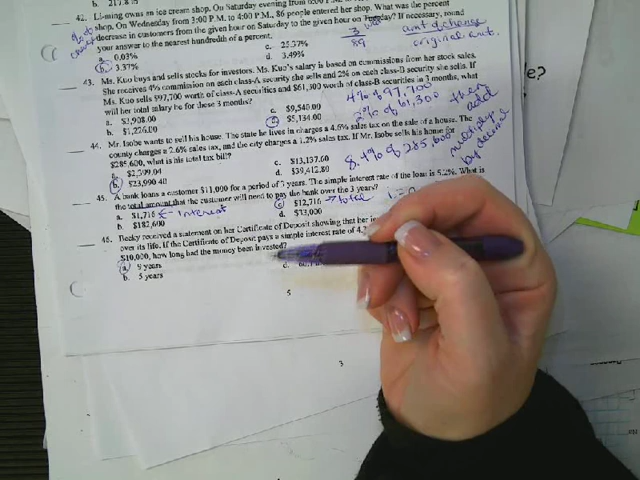 b. 217.8%
42. Li-ming owns an ice cream shop. On Saturday evening from
shop. On Wednesday from 3:00 P.M. to 4:00 P.M., 86 people entered her shop. What was the percent
decrease in customers from the given hour on Saturday to the given hour on If necessary, round
your answer to the nearest hundredth of a percent.
a. 0.03%
b. 3.37%
c. 25.37%
d. 3.49%
3
89
amt of change
original amt.
43. Ms. Kuo buys and sells stocks for investors. Ms. Kuo's salary is based on commissions from her stock sales.
She receives 4% commission on each class-A security she sells and 2% on each class-B security she sells. If
Ms. Kuo sells $97,700 worth of class-A securities and $61,300 worth of class-B securities in 3 months, what
will her total salary be for these 3 months?
a. $3,908.00
b. $1,226.00
c. $9,540.00
d. $5,134.00
4% of 97,700
2% of 61,300
then
add
44. Mr. Isobe wants to sell his house. The state he lives in charges a 4.6% sales tax on the sale of a house. The
county charges a 2.6% sales tax, and the city charges a 1.2% sales tax. If Mr. Isobe sells his house for
$285,600, what is his total tax bill?
b. $23,990.40
c. $13,137.60
d. $39,412.80
8.4% of 285,600
multiply
by decimal
45. A bank loans a customer $11,000 for a period of 3 years. The simple interest rate of the loan is 5.2%. What is
the total amount that the customer will need to pay the bank over the 3 years?
a. $1,716 ← interest
b. $182,600
c. $12,716 → total
d. $13,000
46. Becky received a statement on her Certificate of Deposit showing that her
over its life. If the Certificate of Deposit pays a simple interest rate of
$10,000, how long had the money been invested?
a. 9 years
b. 5 years
d.
5
e?
3